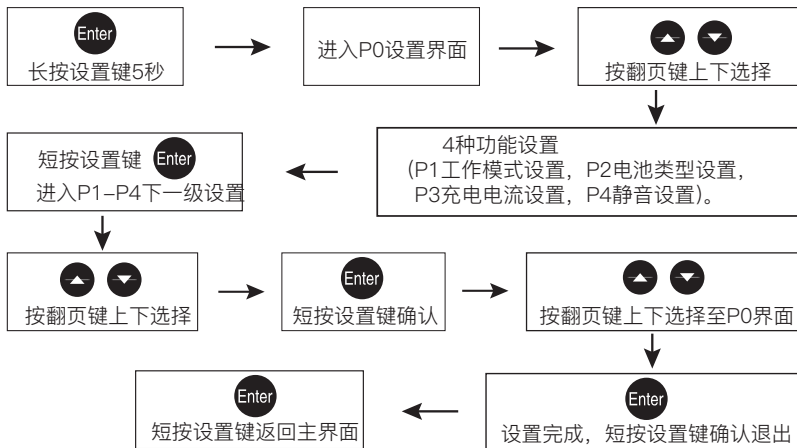 Enter
长按设置键5秒
进入P0设置界面
按翻页键上下选择
4种功能设置
(P1工作模式设置，P2电池类型设置，
P3充电电流设置，P4静音设置)。
短按设置键 Enter
进入P1-P4下一级设置
按翻页键上下选择
Enter
短按设置键确认
按翻页键上下选择至P0界面
Enter
设置完成，短按设置键确认退出
Enter
短按设置键返回主界面